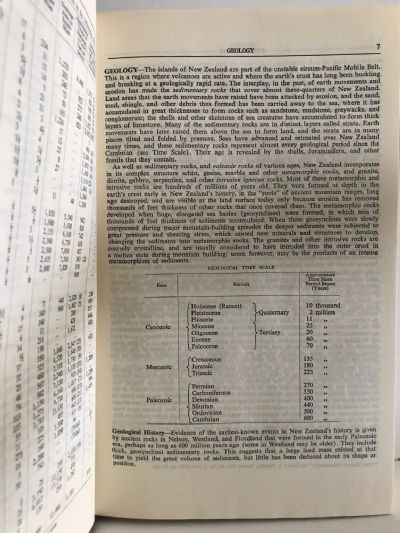 GEOLOGY 7
GEOLOGY—The islands of New Zealand are part of the unstable circum-Pacific Mobile Belt.
This is a region where volcanoes are active and where the earth's crust has long been buckling
and breaking at a geologically rapid rate. The interplay, in the past, of earth movements and
erosion has made the sedimentary rocks that cover almost three-quarters of New Zealand.
Land areas that the earth movements have raised have been attacked by erosion, and the sand,
mud, shingle, and other debris thus formed has been carried away to the sea, where it has
accumulated in great thicknesses to form rocks such as sandstone, mudstone, greywacke, and
conglomerate; the shells and other skeletons of sea creatures have accumulated to form thick
layers of limestone. Many of the sedimentary rocks are in distinct layers called strata. Earth
movements have later raised them above the sea to form land, and the strata are in many
places tilted and folded by pressure. Seas have advanced and retreated over New Zealand
many times, and these sedimentary rocks represent almost every geological period since the
Cambrian (see Time Scale). Their age is revealed by the shells, foraminifera, and other
fossils that they contain.
As well as sedimentary rocks, and volcanic rocks of various ages, New Zealand incorporates
in its complex structure schist, gneiss, marble and other metamorphic rocks, and granite,
diorite, gabbro, serpentine, and other intrusive igneous rocks. Most of these metamorphic and
intrusive rocks are hundreds of millions of years old. They were formed at depth in the
earth's crust early in New Zealand's history, in the "roots" of ancient mountain ranges, long
ago destroyed, and are visible at the land surface today only because erosion has removed
thousands of feet thickness of other rocks that once covered them. The metamorphic rocks
developed when huge, elongated sea basins (geosynclines) were formed, in which tens of
thousands of feet thickness of sediments accumulated. When these geosynclines were slowly
compressed during major mountain-building episodes the deeper sediments were subjected to
great pressure and shearing stress, which created new minerals and structures to develop,
changing the sediments into metamorphic rocks. The granites and other intrusive rocks are
coarsely crystalline, and are usually considered to have intruded into the outer crust in
a molten state during mountain building; some, however, may be the products of an intense
metamorphism of sediments.
GEOLOGICAL TIME SCALE
Eras Periods Approximate Time Since Period Began (Years)
Cenozoic
Holocene (Recent) Quaternary 10 thousand
Pleistocene 2 million
Pliocene 11 "
Miocene Tertiary 25 "
Oligocene
Eocene 60 "
Paleocene 70 "
Mesozoic
Cretaceous 135 "
Jurassic 180 "
Triassic 225 "
Paleozoic
Permian 270 "
Carboniferous
Devonian 400 "
Silurian 440 "
Ordovician 500 "
Cambrian 600 "
Geological History—Evidence of the earliest-known events in New Zealand's history is given
by ancient rocks in Nelson, Westland, and Fiordland that were formed in the early Paleozoic
era, perhaps as long as 600 million years ago (some in Westland may be older). They include
thick, geosynclinal sedimentary rocks. This suggests that a large land mass existed at that
time to yield the great volume of sediments, but little has been deduced about its shape or
position.